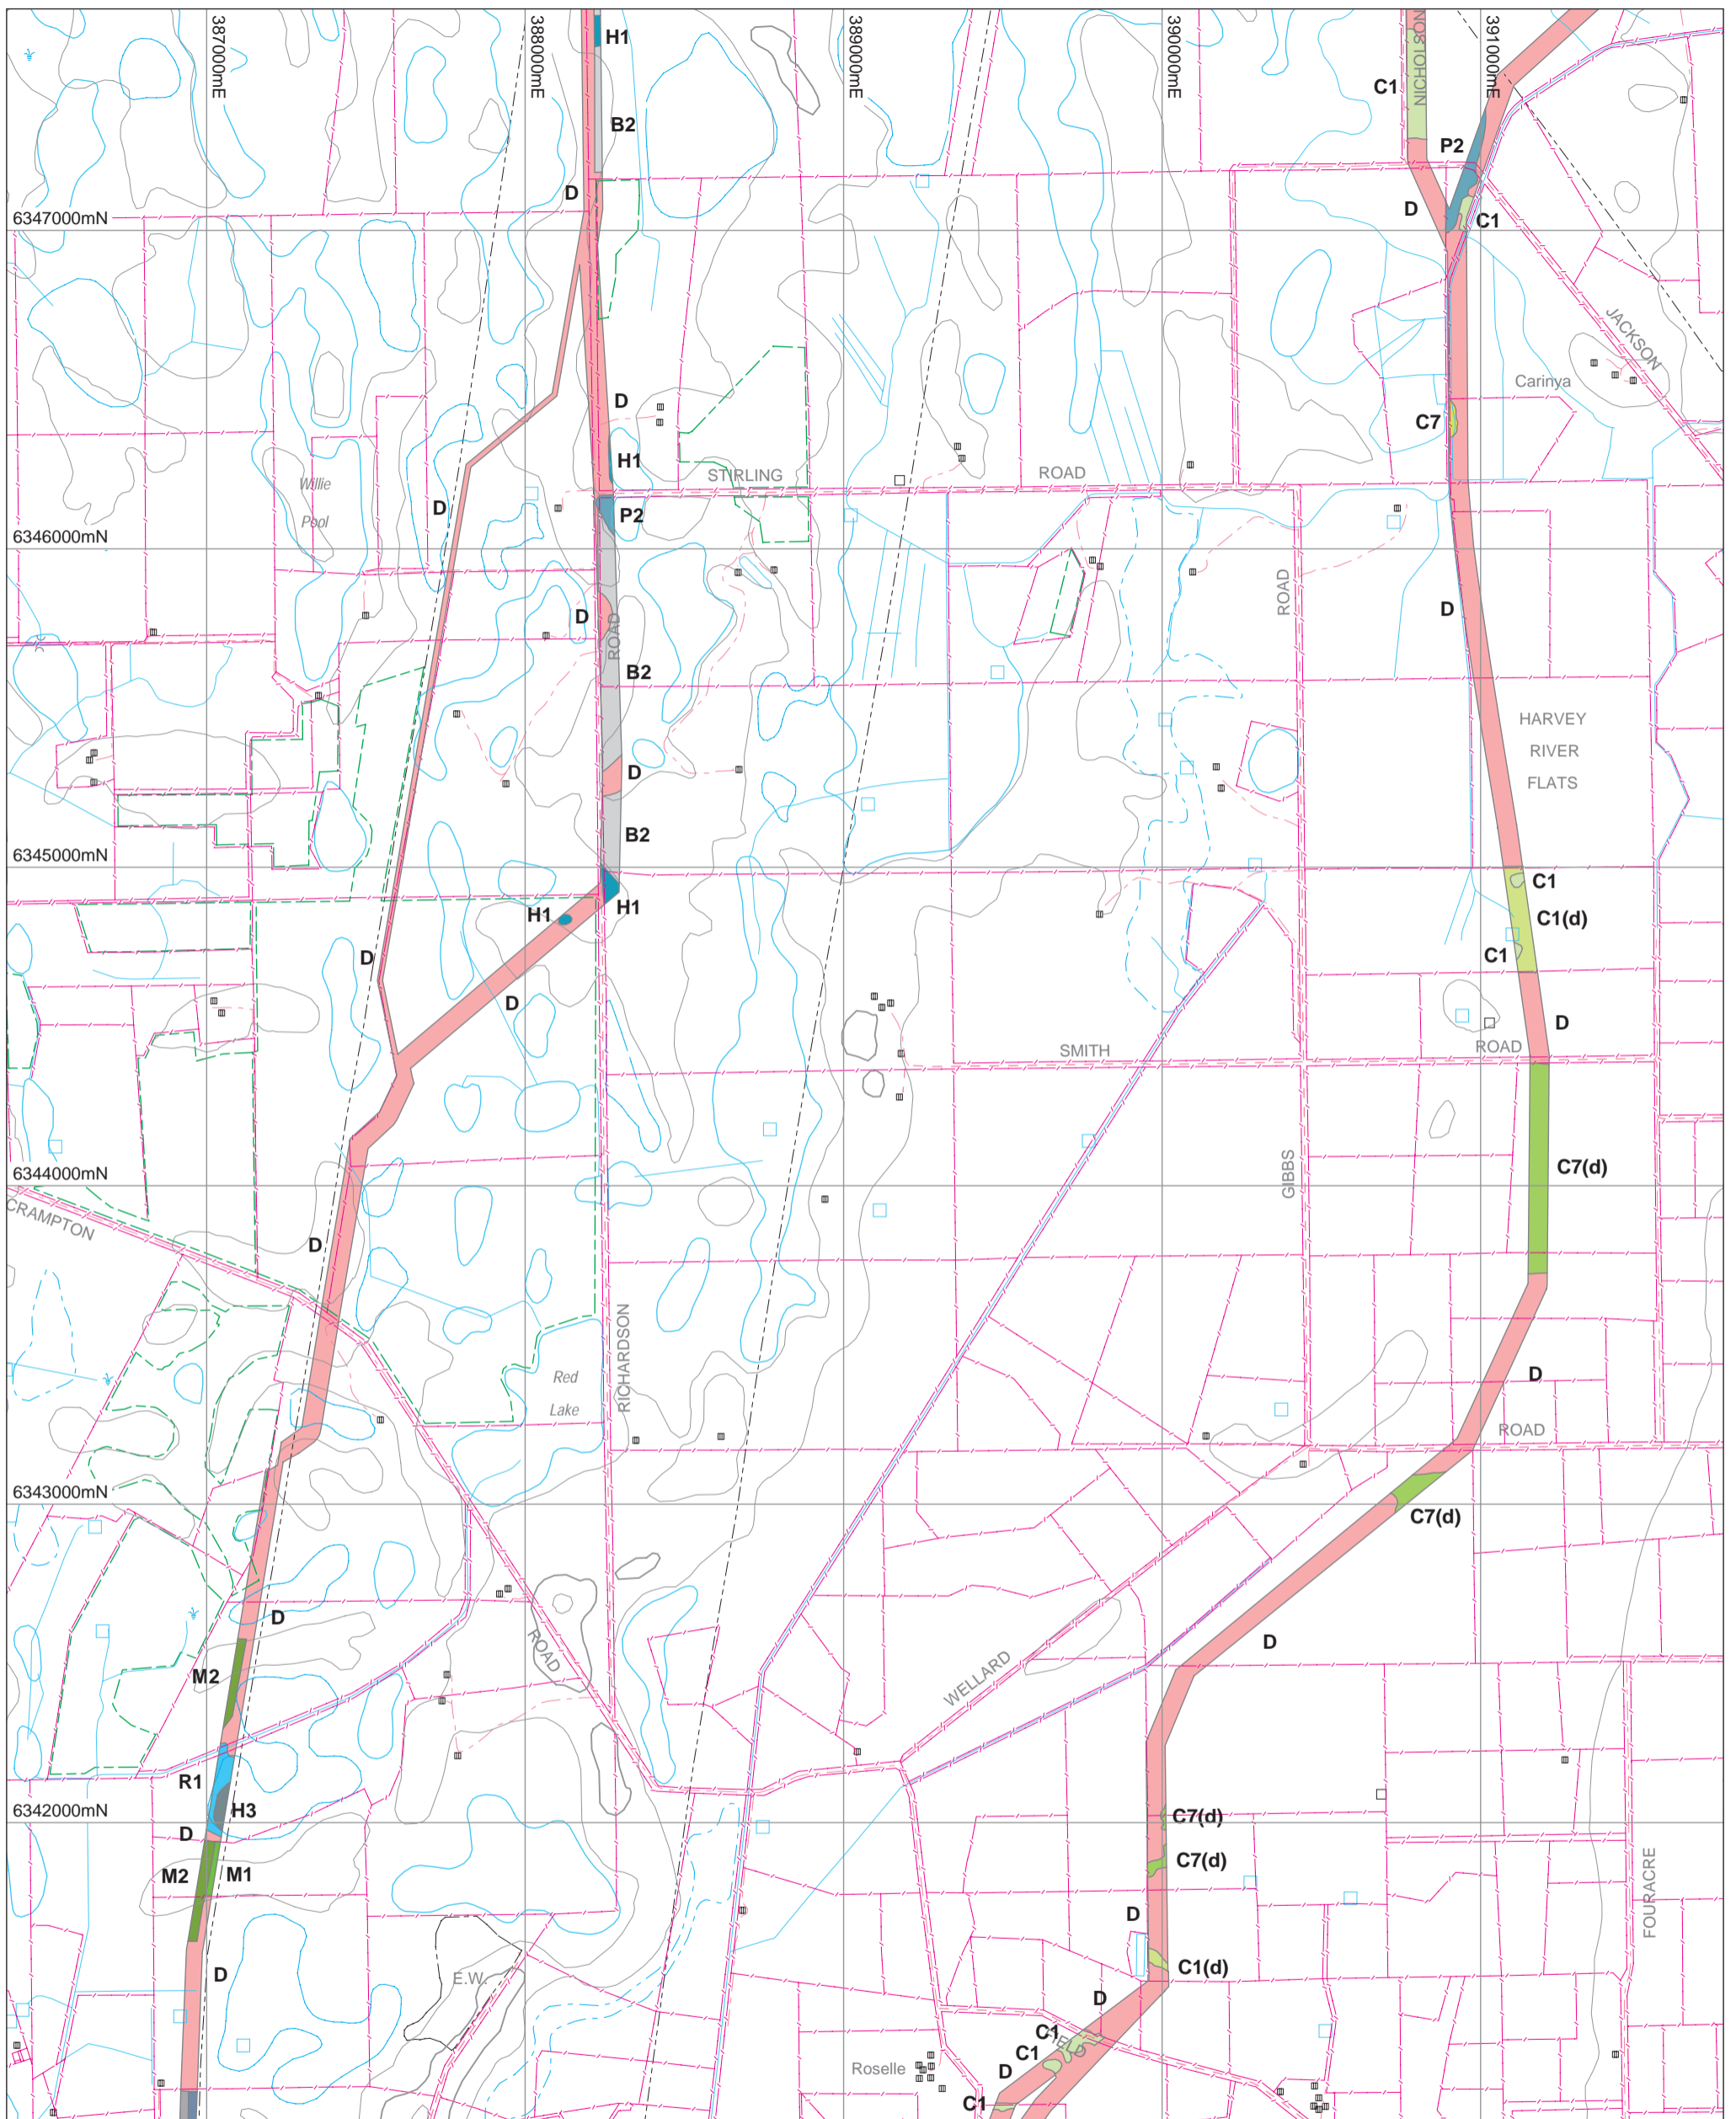 387000mE
388000mE
389000mE
390000mE
391000mE
H1
B2
C1
NICHOLSON
P2
D
D
C1
6347000mN
JACKSON
Carinya
D
C7
H1
STIRLING
ROAD
Willie
Pool
D
P2
6346000mN
ROAD
D
D
ROAD
B2
HARVEY
RIVER
FLATS
D
B2
6345000mN
C1
H1
H1
C1(d)
C1
D
D
D
SMITH
ROAD
6344000mN
C7(d)
GIBBS
CRAMPTON
D
RICHARDSON
Red
Lake
D
ROAD
6343000mN
C7(d)
D
ROAD
D
M2
WELLARD
R1
H3
6342000mN
C7(d)
D
C7(d)
M2
M1
FOURACRE
D
C1(d)
D
E.W.
D
C1
C1
Roselle
D
C1